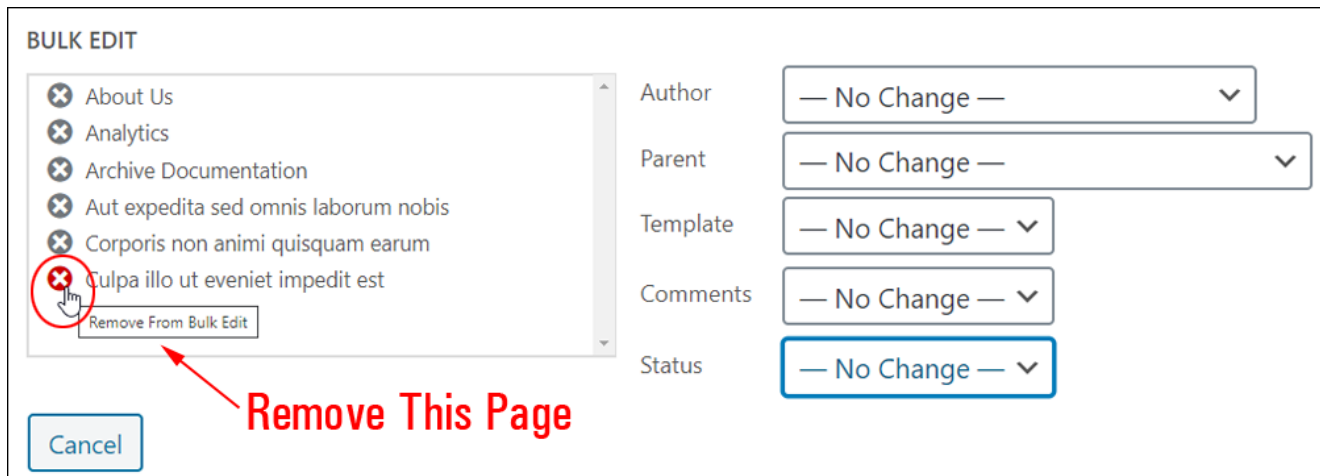 BULK EDIT
About Us
Analytics
Archive Documentation
Aut expedita sed omnis laborum nobis
Corporis non animi quisquam earum
Culpa illo ut eveniet impedit est
Remove From Bulk Edit
Remove This Page
Cancel
Author — No Change —
Parent — No Change —
Template — No Change —
Comments — No Change —
Status — No Change —